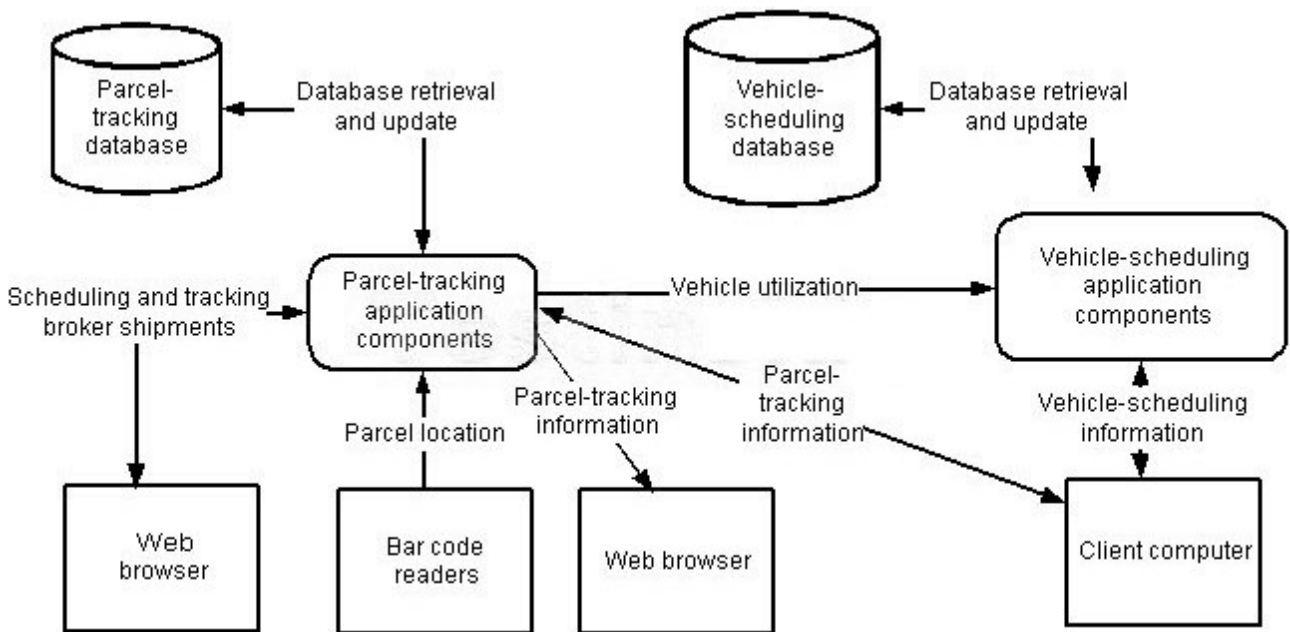 Parcel-
tracking
database
Database retrieval
and update
Vehicle-
scheduling
database
Database retrieval
and update
Scheduling and tracking
broker shipments
Parcel-tracking
application
components
Vehicle utilization
Vehicle-scheduling
application
components
Parcel location
Parcel-tracking
information
Parcel-
tracking
information
Vehicle-scheduling
information
Web
browser
Bar code
readers
Web browser
Client computer